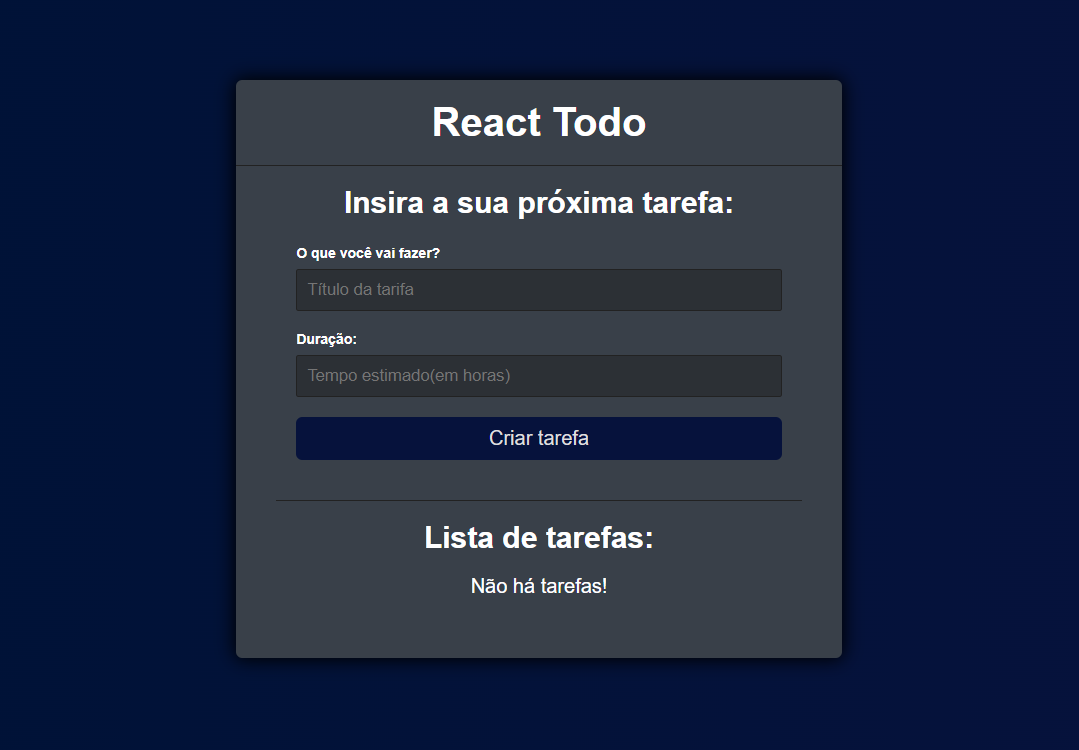 React Todo
Insira a sua próxima tarefa:
O que você vai fazer?
Título da tarifa
Duração:
Tempo estimado(em horas)
Criar tarefa
Lista de tarefas:
Não há tarefas!